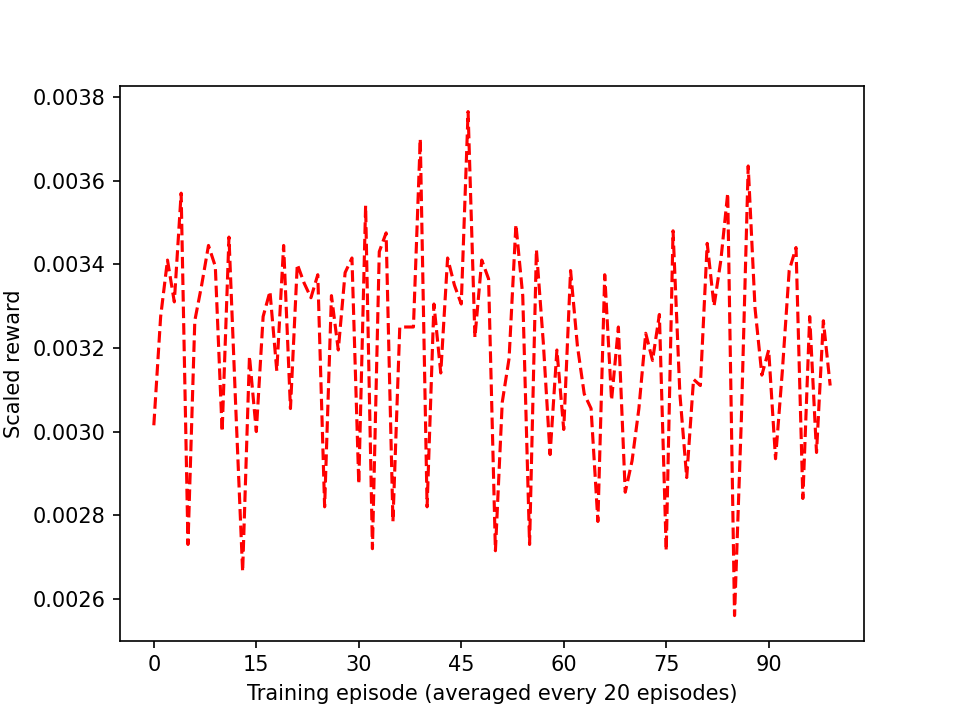 0.0038
0.0036
0.0034
0.0032
0.0030
0.0028
0.0026
Scaled reward
0 15 30 45 60 75 90
Training episode (averaged every 20 episodes)